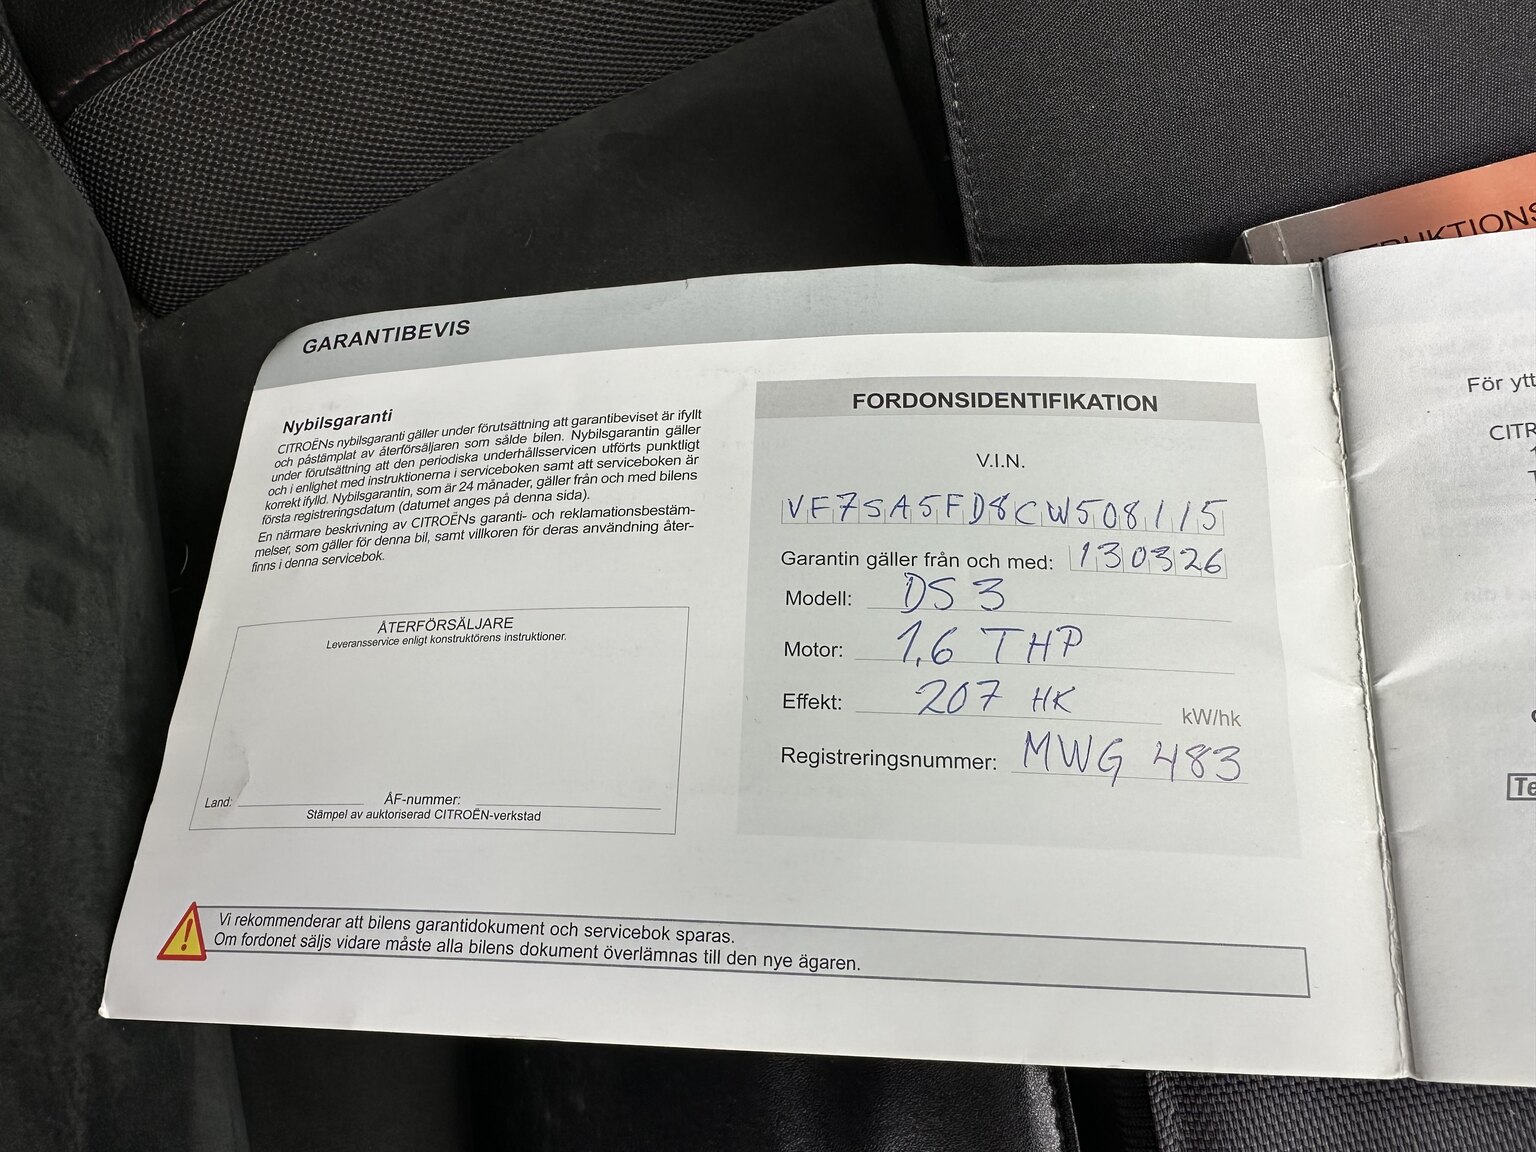 INSTRUKTIONS
GARANTIBEVIS
Nybilsgaranti
CITROËNs nybilsgaranti gäller under förutsättning att garantibeviset är ifyllt
och påstämplat av återförsäljaren som sålde bilen. Nybilsgarantin gäller
under förutsättning att den periodiska underhållsservicen utförts punktligt
och i enlighet med instruktionerna i serviceboken samt att serviceboken är
korrekt ifylld. Nybilsgarantin, som är 24 månader, gäller från och med bilens
första registreringsdatum (datumet anges på denna sida).
En närmare beskrivning av CITROËNs garanti- och reklamationsbestäm-
melser, som gäller för denna bil, samt villkoren för deras användning åter-
finns i denna servicebok.
ÅTERFÖRSÄLJARE
Leveransservice enligt konstruktörens instruktioner.
Land:
ÅF-nummer:
Stämpel av auktoriserad CITROËN-verkstad
FORDONSIDENTIFIKATION
V.I.N.
VF7SA5FD8CW508115
Garantin gäller från och med: 130326
Modell: DS 3
Motor: 1,6 THP
Effekt: 207 HK kW/hk
Registreringsnummer: MWG 483
Vi rekommenderar att bilens garantidokument och servicebok sparas.
Om fordonet säljs vidare måste alla bilens dokument överlämnas till den nye ägaren.
För ytt
CITR
Te